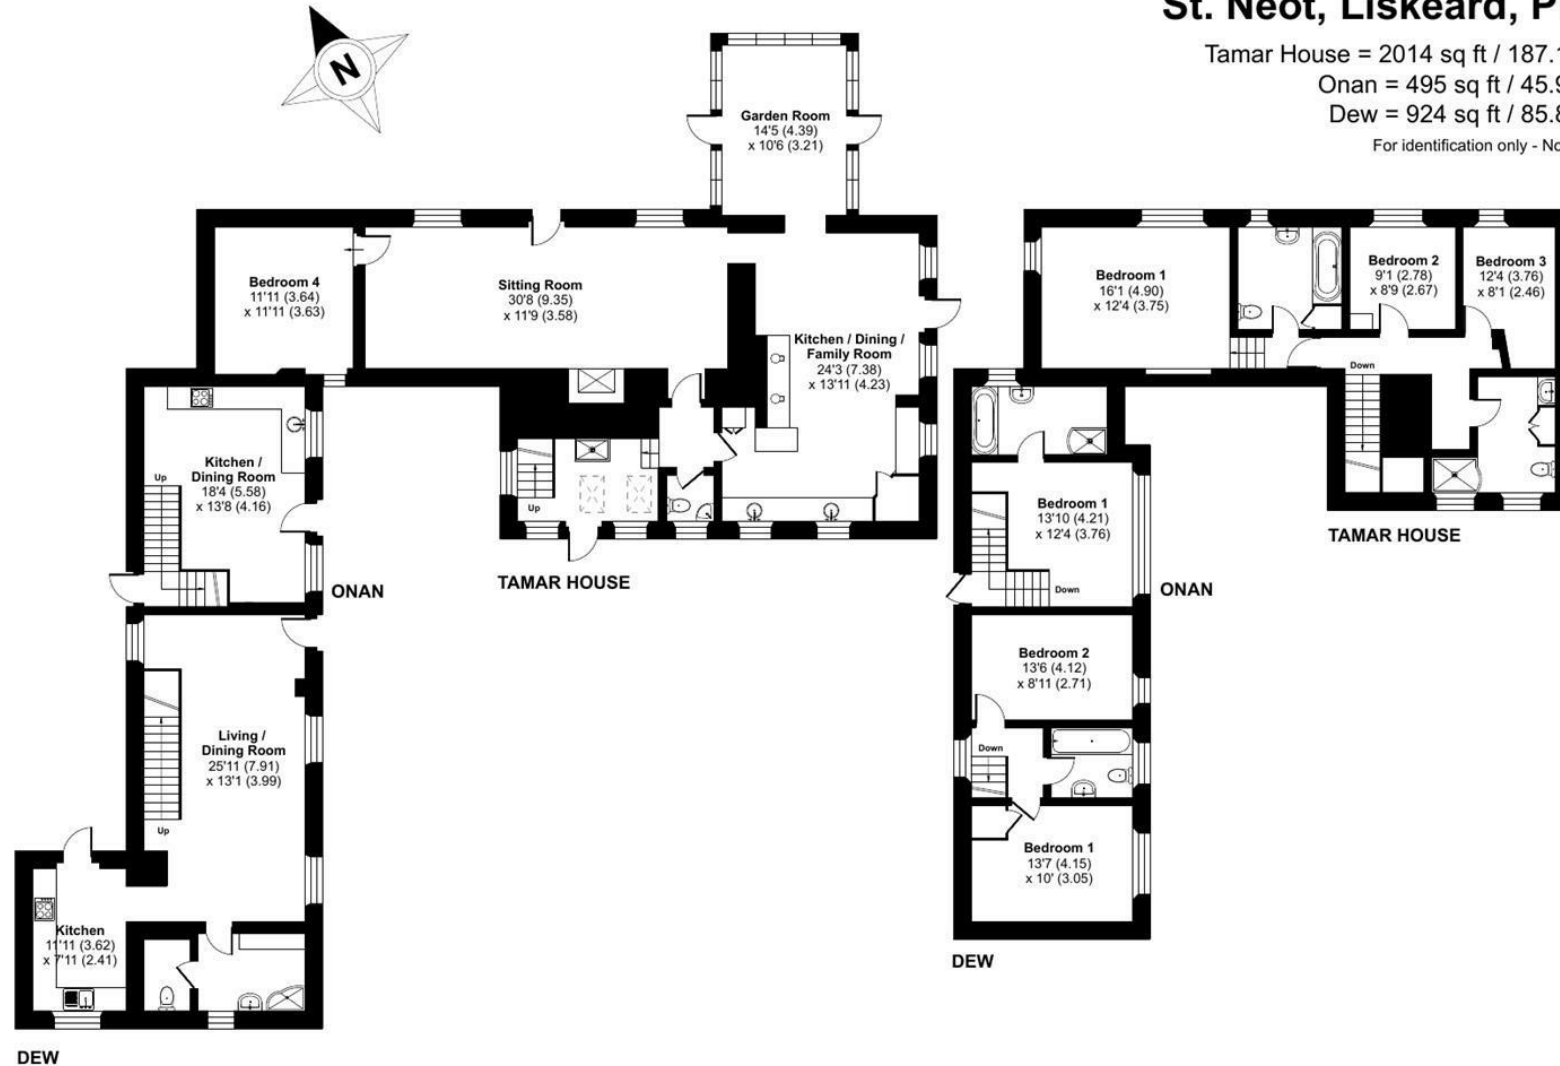 St. Neot, Liskeard, P
Tamar House = 2014 sq ft / 187.1
Onan = 495 sq ft / 45.9
Dew = 924 sq ft / 85.8
For identification only - No
N
Garden Room
14'5 (4.39)
x 10'6 (3.21)
Bedroom 4
11'11 (3.64)
x 11'11 (3.63)
Sitting Room
30'8 (9.35)
x 11'9 (3.58)
Kitchen / Dining /
Family Room
24'3 (7.38)
x 13'11 (4.23)
Kitchen /
Dining Room
18'4 (5.58)
x 13'8 (4.16)
Up
Up
ONAN
TAMAR HOUSE
Living /
Dining Room
25'11 (7.91)
x 13'1 (3.99)
Up
Kitchen
11'11 (3.62)
x 7'11 (2.41)
DEW
Bedroom 1
16'1 (4.90)
x 12'4 (3.75)
Bedroom 2
9'1 (2.78)
x 8'9 (2.67)
Bedroom 3
12'4 (3.76)
x 8'1 (2.46)
Down
TAMAR HOUSE
Bedroom 1
13'10 (4.21)
x 12'4 (3.76)
Down
ONAN
Bedroom 2
13'6 (4.12)
x 8'11 (2.71)
Down
Bedroom 1
13'7 (4.15)
x 10' (3.05)
DEW